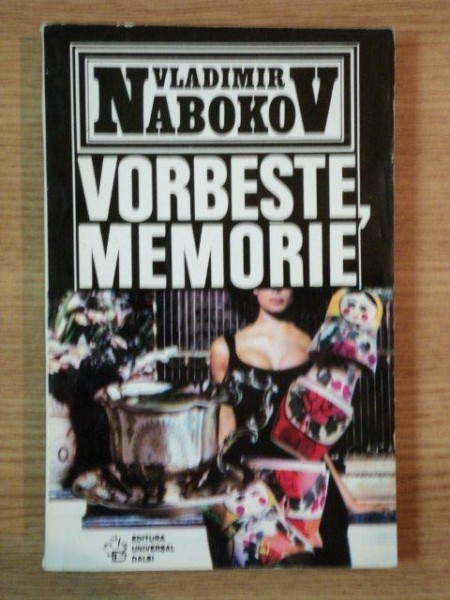 VLADIMIR
NABOKOV
VORBESTE,
MEMORIE
EDITURA
UNIVERSAL
DALSI